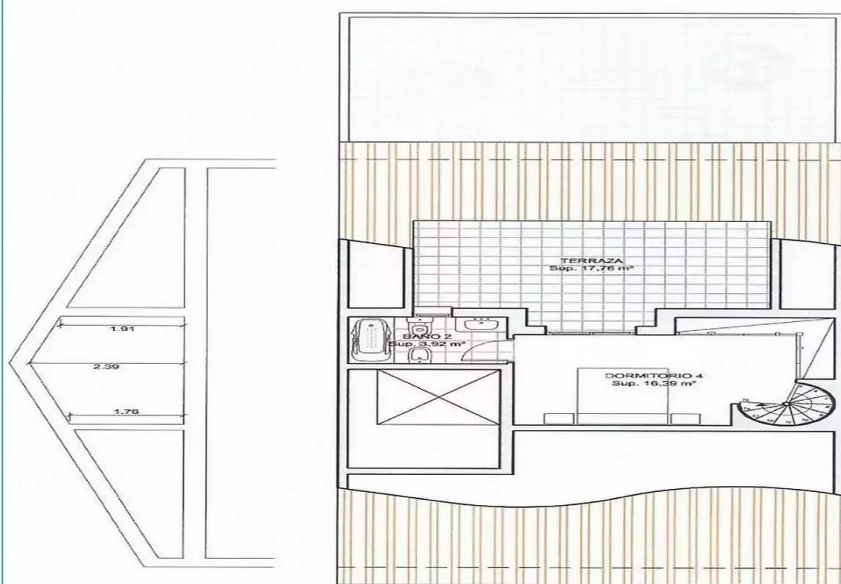 TERRAZA
Sup. 17,76 m²
1.91
BAÑO 2
Sup. 3,92 m²
2.39
DORMITORIO 4
Sup. 16,39 m²
1.76